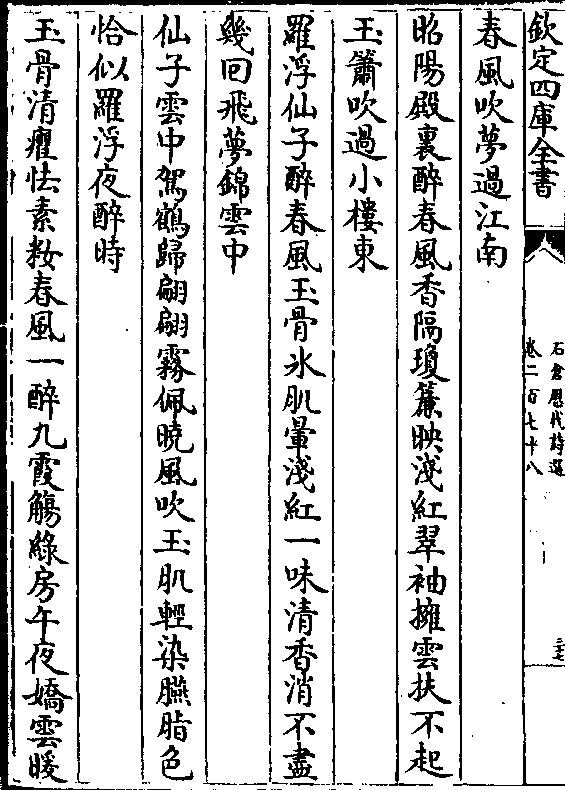 欽定四庫全書
石倉歷代詩選
卷二百七十八
三十七
春風吹夢過江南
昭陽殿裏醉春風香隔瓊簾映淺紅翠袖擁雲扶不起
玉簫吹過小樓東
羅浮仙子醉春風玉骨氷肌暈淺紅一味清香消不盡
幾回飛夢錦雲中
仙子雲中駕鶴歸翩翩霧佩曉風吹玉肌輕染臙脂色
恰似羅浮夜醉時
玉骨清癯怯素粧春風一醉九霞觴綠房午夜嬌雲暖